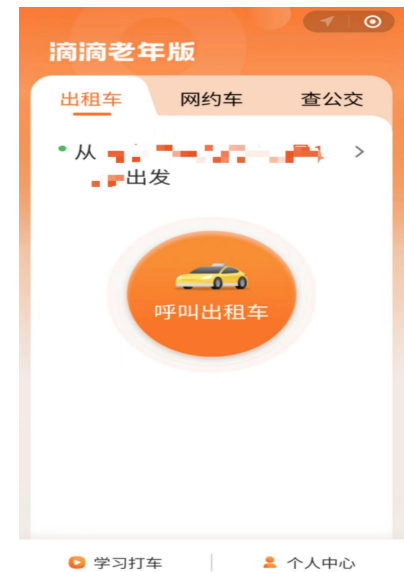 滴滴老年版
出租车 网约车 查公交
从
出发
呼叫出租车
学习打车 个人中心